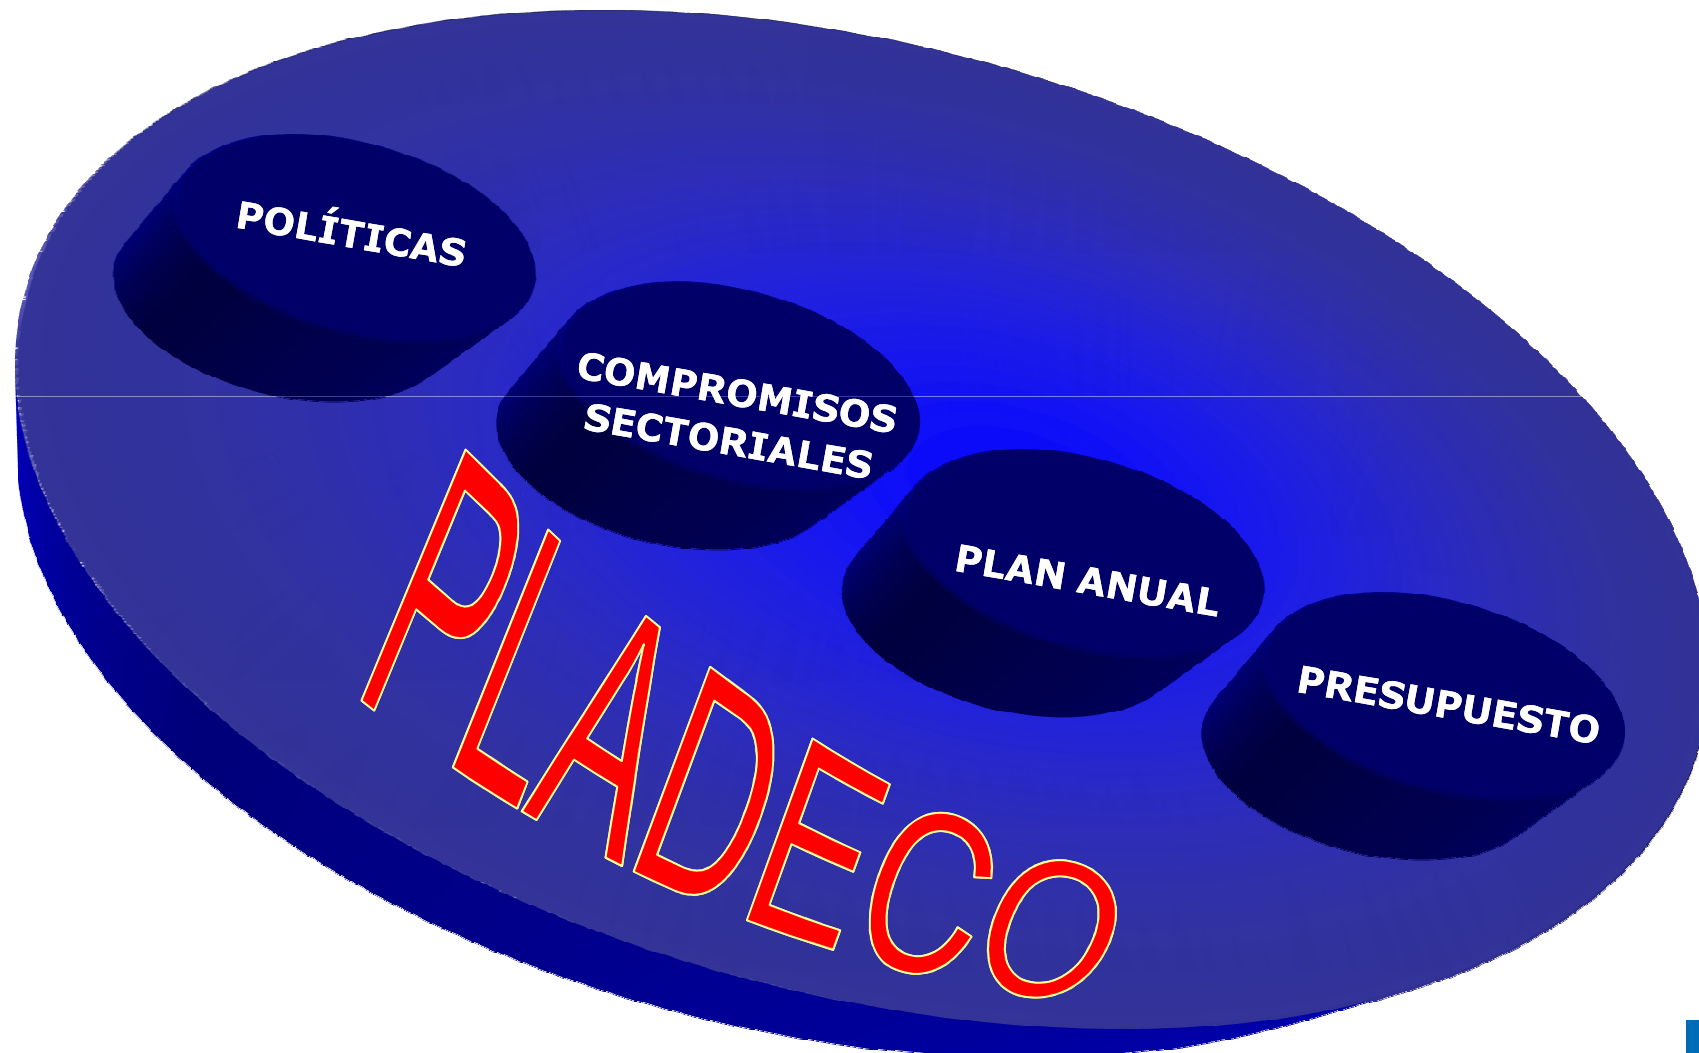 POLÍTICAS
COMPROMISOS
SECTORIALES
PLAN ANUAL
PRESUPUESTO
PLADECO